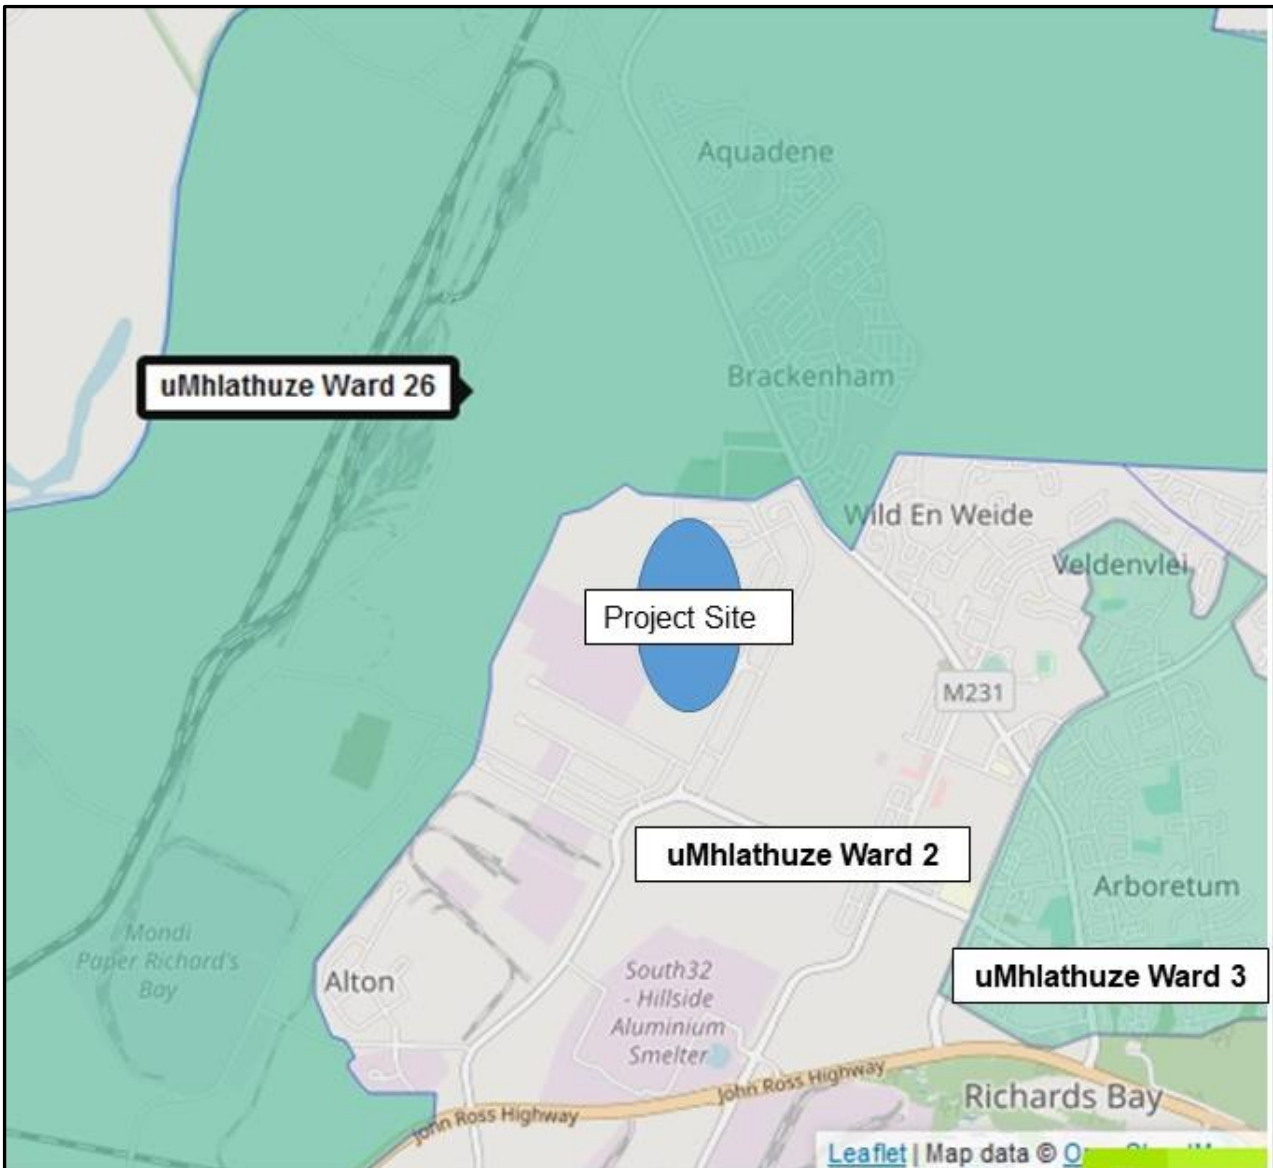 Aquadene
Brackenham
uMhlathuze Ward 26
Wild En Weide
Veldenvlei
Project Site
M231
uMhlathuze Ward 2
Arboretum
Mondi
Paper Richard's
Bay
Alton
South32
- Hillside
Aluminium
Smelter
uMhlathuze Ward 3
John Ross Highway
John Ross Highway
Richards Bay
Leaflet | Map data ©